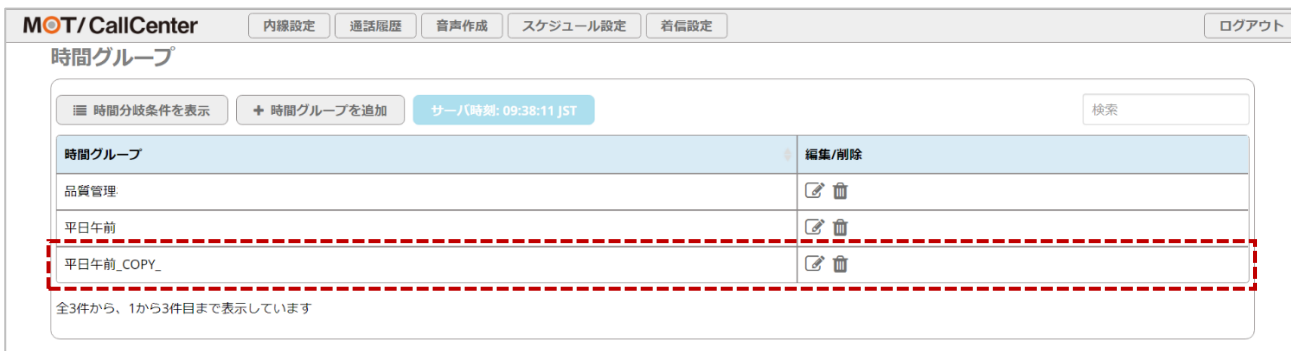 MOT/CallCenter 内線設定 通話履歴 音声作成 スケジュール設定 着信設定 ログアウト
時間グループ
時間分岐条件を表示 + 時間グループを追加 サーバ時刻: 09:38:11 JST 検索
時間グループ 編集/削除
品質管理
平日午前
平日午前_COPY_
全3件から、1から3件目まで表示しています